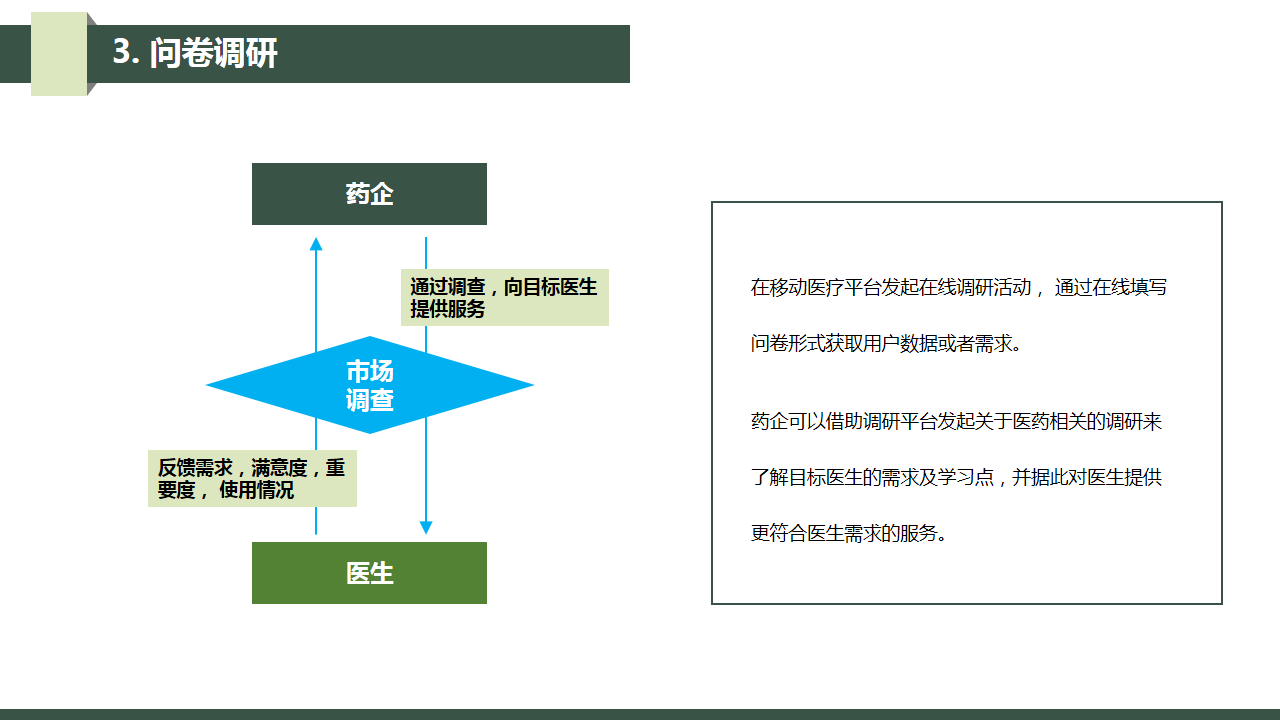 3. 问卷调研
药企
通过调查，向目标医生
提供服务
市场
调查
反馈需求，满意度，重
要度， 使用情况
医生
在移动医疗平台发起在线调研活动， 通过在线填写
问卷形式获取用户数据或者需求。
药企可以借助调研平台发起关于医药相关的调研来
了解目标医生的需求及学习点，并据此对医生提供
更符合医生需求的服务。